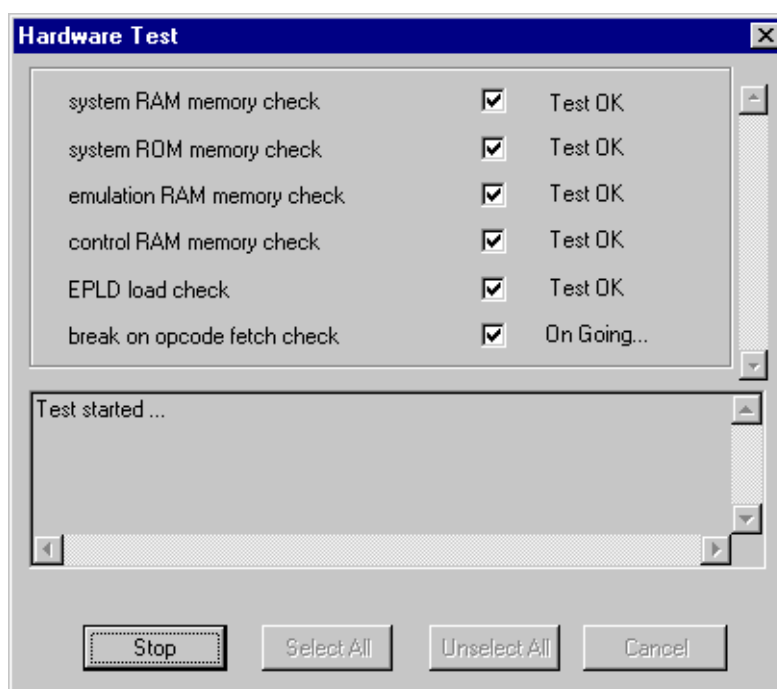 Hardware Test
system RAM memory check Test OK
system ROM memory check Test OK
emulation RAM memory check Test OK
control RAM memory check Test OK
EPLD load check Test OK
break on opcode fetch check On Going...
Test started ...
Stop Select All Unselect All Cancel